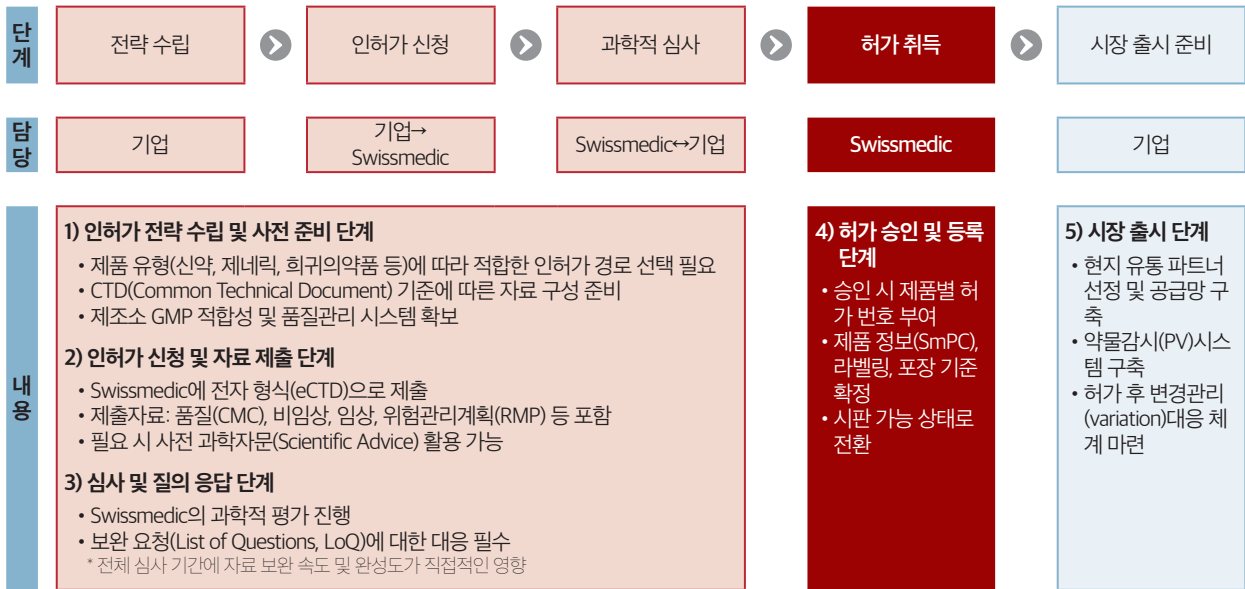 단계
전략 수립
인허가 신청
과학적 심사
허가 취득
시장 출시 준비
담당
기업
기업→
Swissmedic
Swissmedic↔기업
Swissmedic
기업
내용
1) 인허가 전략 수립 및 사전 준비 단계
• 제품 유형(신약, 제네릭, 희귀의약품 등)에 따라 적합한 인허가 경로 선택 필요
• CTD(Common Technical Document) 기준에 따른 자료 구성 준비
• 제조소 GMP 적합성 및 품질관리 시스템 확보
2) 인허가 신청 및 자료 제출 단계
• Swissmedic에 전자 형식(eCTD)으로 제출
• 제출자료: 품질(CMC), 비임상, 임상, 위험관리계획(RMP) 등 포함
• 필요 시 사전 과학자문(Scientific Advice) 활용 가능
3) 심사 및 질의 응답 단계
• Swissmedic의 과학적 평가 진행
• 보완 요청(List of Questions, LoQ)에 대한 대응 필수
* 전체 심사 기간에 자료 보완 속도 및 완성도가 직접적인 영향
4) 허가 승인 및 등록
단계
• 승인 시 제품별 허
가 번호 부여
• 제품 정보(SmPC),
라벨링, 포장 기준
확정
• 시판 가능 상태로
전환
5) 시장 출시 단계
• 현지 유통 파트너
선정 및 공급망 구
축
• 약물감시(PV)시스
템 구축
• 허가 후 변경관리
(variation)대응 체
계 마련